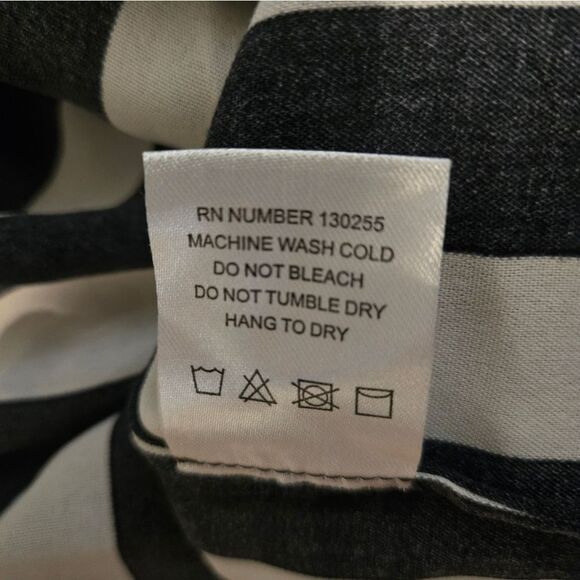 RN NUMBER 130255
MACHINE WASH COLD
DO NOT BLEACH
DO NOT TUMBLE DRY
HANG TO DRY